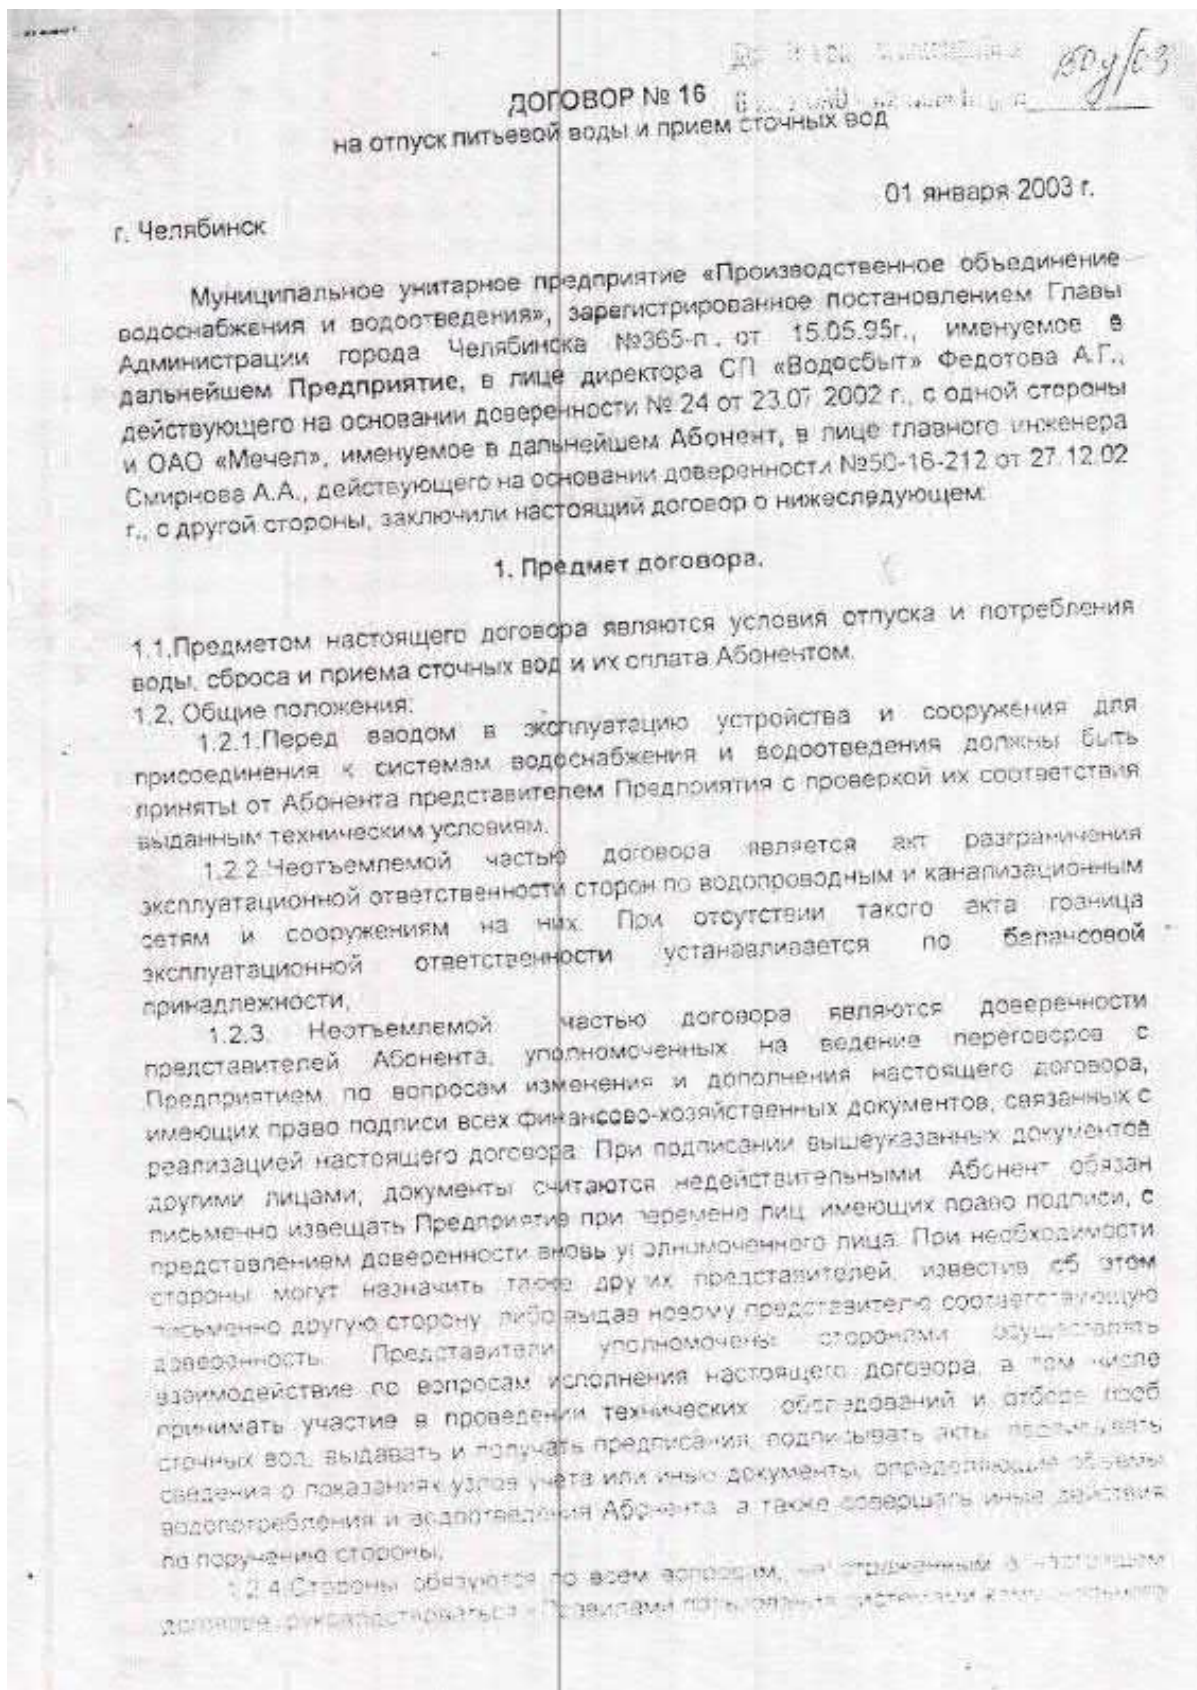 ВОУ/03
ДОГОВОР № 16
на отпуск питьевой воды и прием сточных вод
01 января 2003 г.
г. Челябинск
Муниципальное унитарное предприятие «Производственное объединение
водоснабжения и водоотведения», зарегистрированное постановлением Главы
Администрации города Челябинска №365-п. от 15.05.95г., именуемое в
дальнейшем Предприятие, в лице директора СП «Водосбыт» Федотова А.Г.,
действующего на основании доверенности № 24 от 23.07 2002 г., с одной стороны
и ОАО «Мечел», именуемое в дальнейшем Абонент, в лице главного инженера
Смирнова А.А., действующего на основании доверенности №50-16-212 от 27.12.02
г., с другой стороны, заключили настоящий договор о нижеследующем:
1. Предмет договора.
1.1.Предметом настоящего договора являются условия отпуска и потребления
воды, сброса и приема сточных вод и их оплата Абонентом.
1.2. Общие положения:
1.2.1.Перед вводом в эксплуатацию устройства и сооружения для
присоединения к системам водоснабжения и водоотведения должны быть
приняты от Абонента представителем Предприятия с проверкой их соответствия
выданным техническим условиям.
1.2.2.Неотъемлемой частью договора является акт разграничения
эксплуатационной ответственности сторон по водопроводным и канализационным
сетям и сооружениям на них. При отсутствии такого акта граница
эксплуатационной ответственности устанавливается по балансовой
принадлежности.
1.2.3. Неотъемлемой частью договора являются доверенности
представителей Абонента, уполномоченных на ведение переговоров с
Предприятием по вопросам изменения и дополнения настоящего договора,
имеющих право подписи всех финансово-хозяйственных документов, связанных с
реализацией настоящего договора. При подписании вышеуказанных документов
другими лицами, документы считаются недействительными. Абонент обязан
письменно извещать Предприятие при перемене лиц, имеющих право подписи, с
представлением доверенности вновь уполномоченного лица. При необходимости
стороны могут назначить также других представителей, известив об этом
письменно другую сторону, либо выдав новому представителю соответствующую
доверенность. Представители уполномочены сторонами осуществлять
взаимодействие по вопросам исполнения настоящего договора, в том числе
принимать участие в проведении технических обследований и отборе проб
сточных вод, выдавать и получать предписания, подписывать акты, подписывать
сведения о показаниях узлов учета или иные документы, определяющие объемы
водопотребления и водоотведения Абонента, а также совершать иные действия
по поручению стороны.
1.2.4.Стороны обязуются по всем вопросам, не отраженным в настоящем
договоре, руководствоваться «Правилами пользования системами